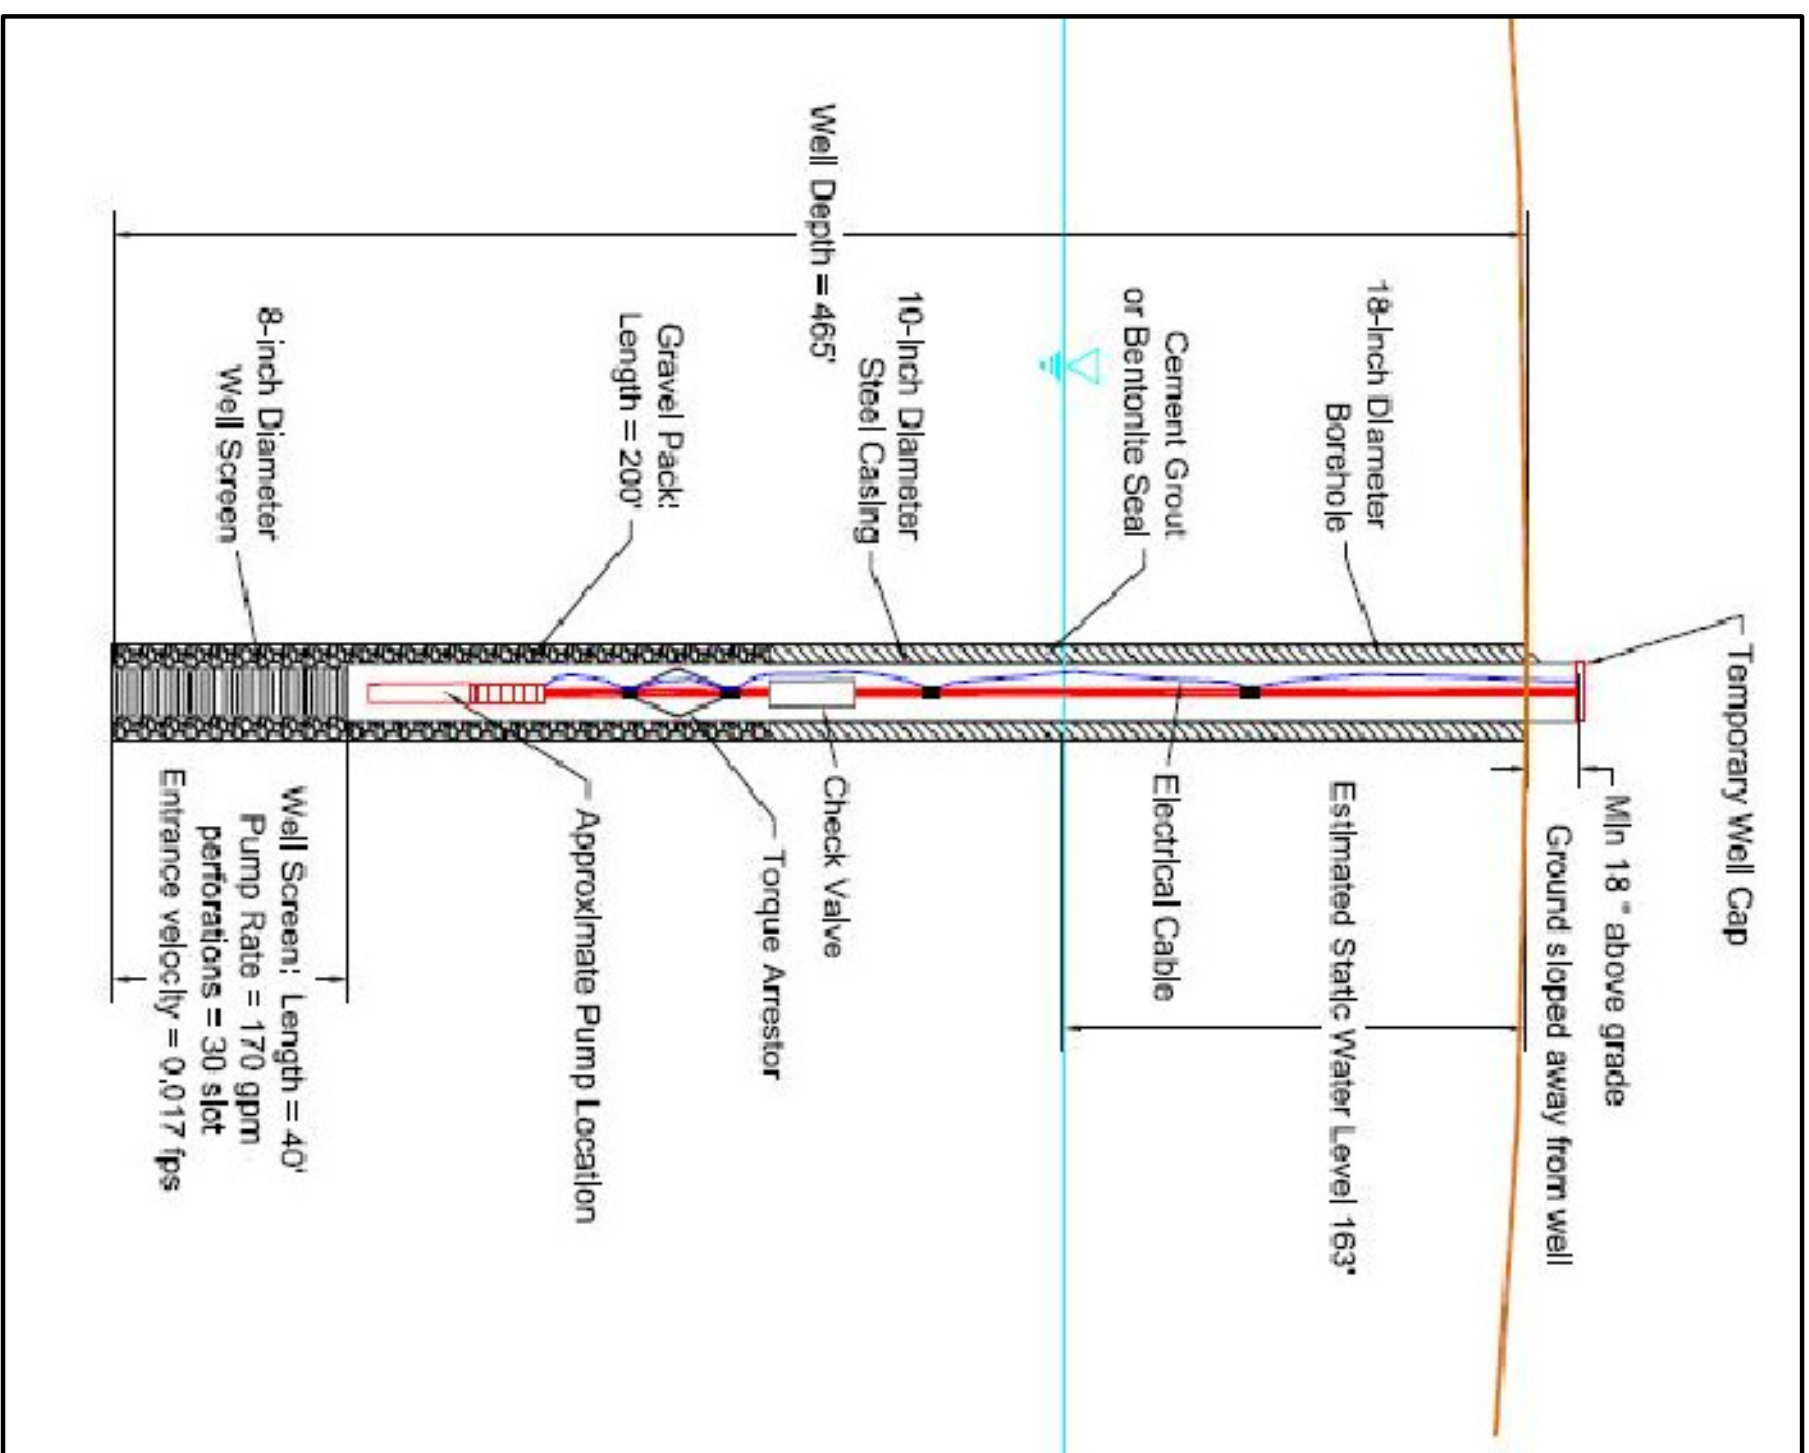 Temporary Well Cap
Min 18 " above grade
Ground sloped away from well
18-Inch Diameter
Borehole
Estimated Static Water Level 163'
Cement Grout
or Bentonite Seal
Electrical Cable
10-Inch Diameter
Steel Casing
Well Depth = 465'
Check Valve
Torque Arrestor
Gravel Pack:
Length = 200'
Approximate Pump Location
8-inch Diameter
Well Screen
Well Screen: Length = 40'
Pump Rate = 170 gpm
perforations = 30 slot
Entrance velocity = 0.017 fps